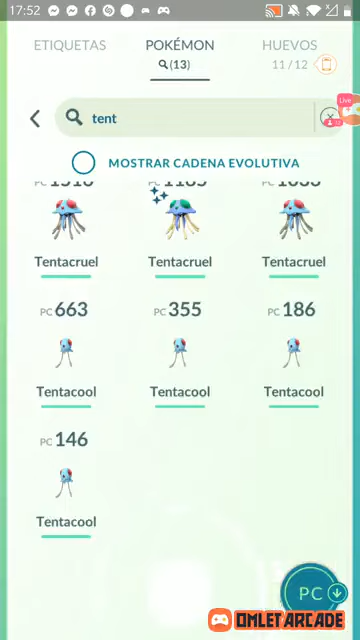 17:52
ETIQUETAS POKÉMON HUEVOS
(13) 11 / 12
Live
tent
MOSTRAR CADENA EVOLUTIVA
Tentacruel Tentacruel Tentacruel
PC 663 PC 355 PC 186
Tentacool Tentacool Tentacool
PC 146
Tentacool
PC
OMLET ARCADE